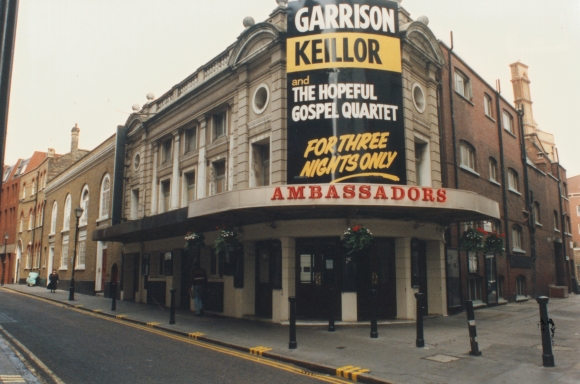 GARRISON
KEILLOR
and
THE HOPEFUL
GOSPEL QUARTET
FOR THREE
NIGHTS ONLY
AMBASSADORS